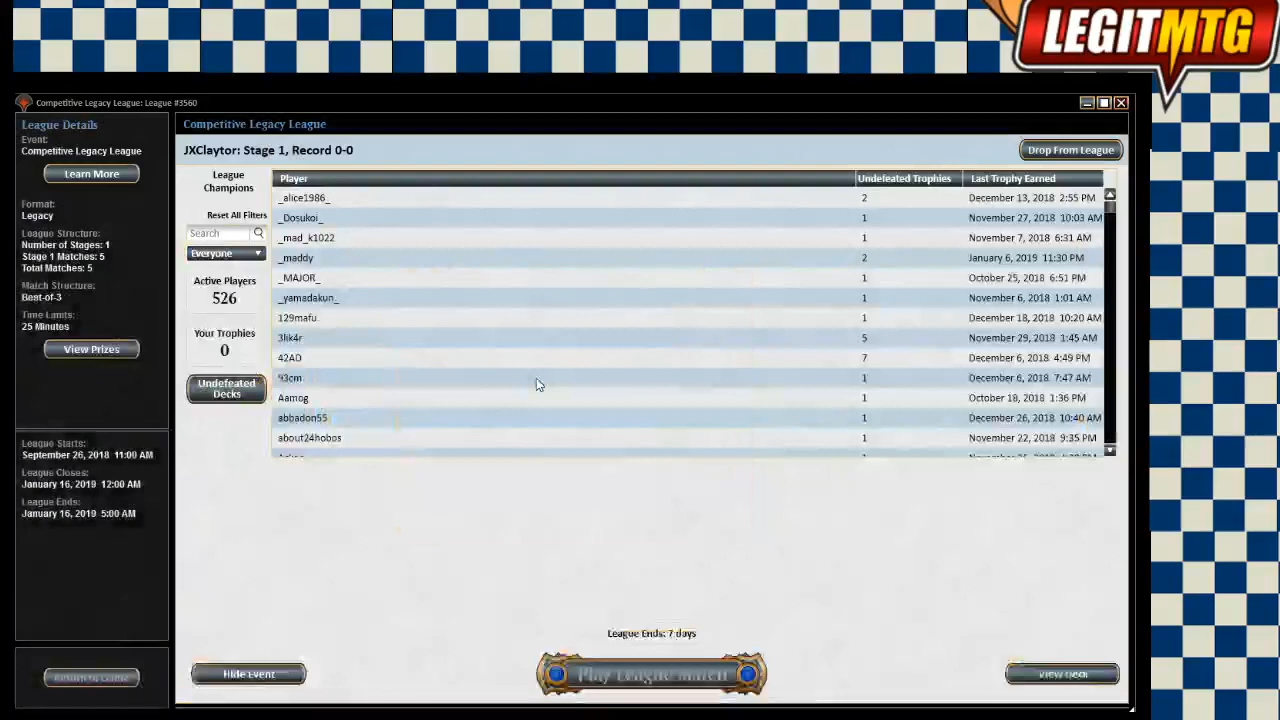 LEGITMTG
Competitive Legacy League: League #3560
League Details
Event:
Competitive Legacy League
Learn More
Format:
Legacy
League Structure:
Number of Stages: 1
Stage 1 Matches: 5
Total Matches: 5
Match Structure:
Best-of-3
Time Limits:
25 Minutes
View Prizes
League Starts:
September 26, 2018 11:00 AM
League Closes:
January 16, 2019 12:00 AM
League Ends:
January 16, 2019 5:00 AM
Return to Game
Competitive Legacy League
JXClaytor: Stage 1, Record 0-0
Drop From League
League
Champions
Reset All Filters
Search
Everyone
Active Players
526
Your Trophies
0
Undefeated
Decks
Player Undefeated Trophies Last Trophy Earned
_alice1986_ 2 December 13, 2018 2:55 PM
_Dosukoi_ 1 November 27, 2018 10:03 AM
_mad_k1022 1 November 7, 2018 6:31 AM
_maddy 2 January 6, 2019 11:30 PM
_MAJOR_ 1 October 25, 2018 6:51 PM
_yamadakun_ 1 November 6, 2018 1:01 AM
129mafu 1 December 18, 2018 10:20 AM
3lik4r 5 November 29, 2018 1:45 AM
42AD 7 December 6, 2018 4:49 PM
93cm 1 December 6, 2018 7:47 AM
Aamog 1 October 18, 2018 1:36 PM
abbadon55 1 December 26, 2018 10:40 AM
about24hobos 1 November 22, 2018 9:35 PM
League Ends: 7 days
Hide Event
Play League Match
View Deck